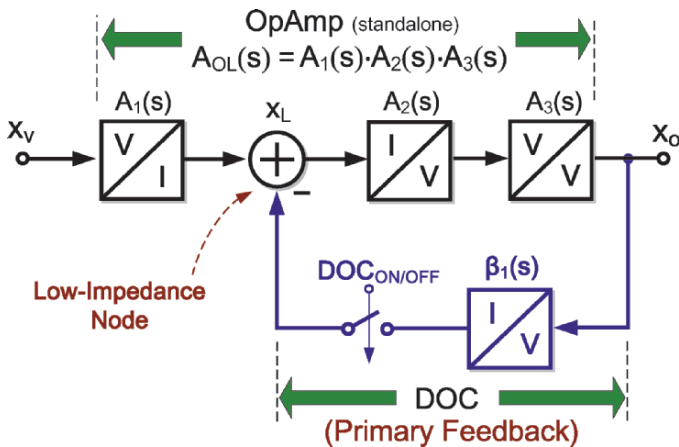 OpAmp (standalone)
A_OL(s) = A_1(s)·A_2(s)·A_3(s)
A_1(s)
x_L
A_2(s)
A_3(s)
x_v
V
I
+
−
I
V
V
V
x_o
Low-Impedance
Node
DOC_ON/OFF
β_1(s)
I
V
DOC
(Primary Feedback)